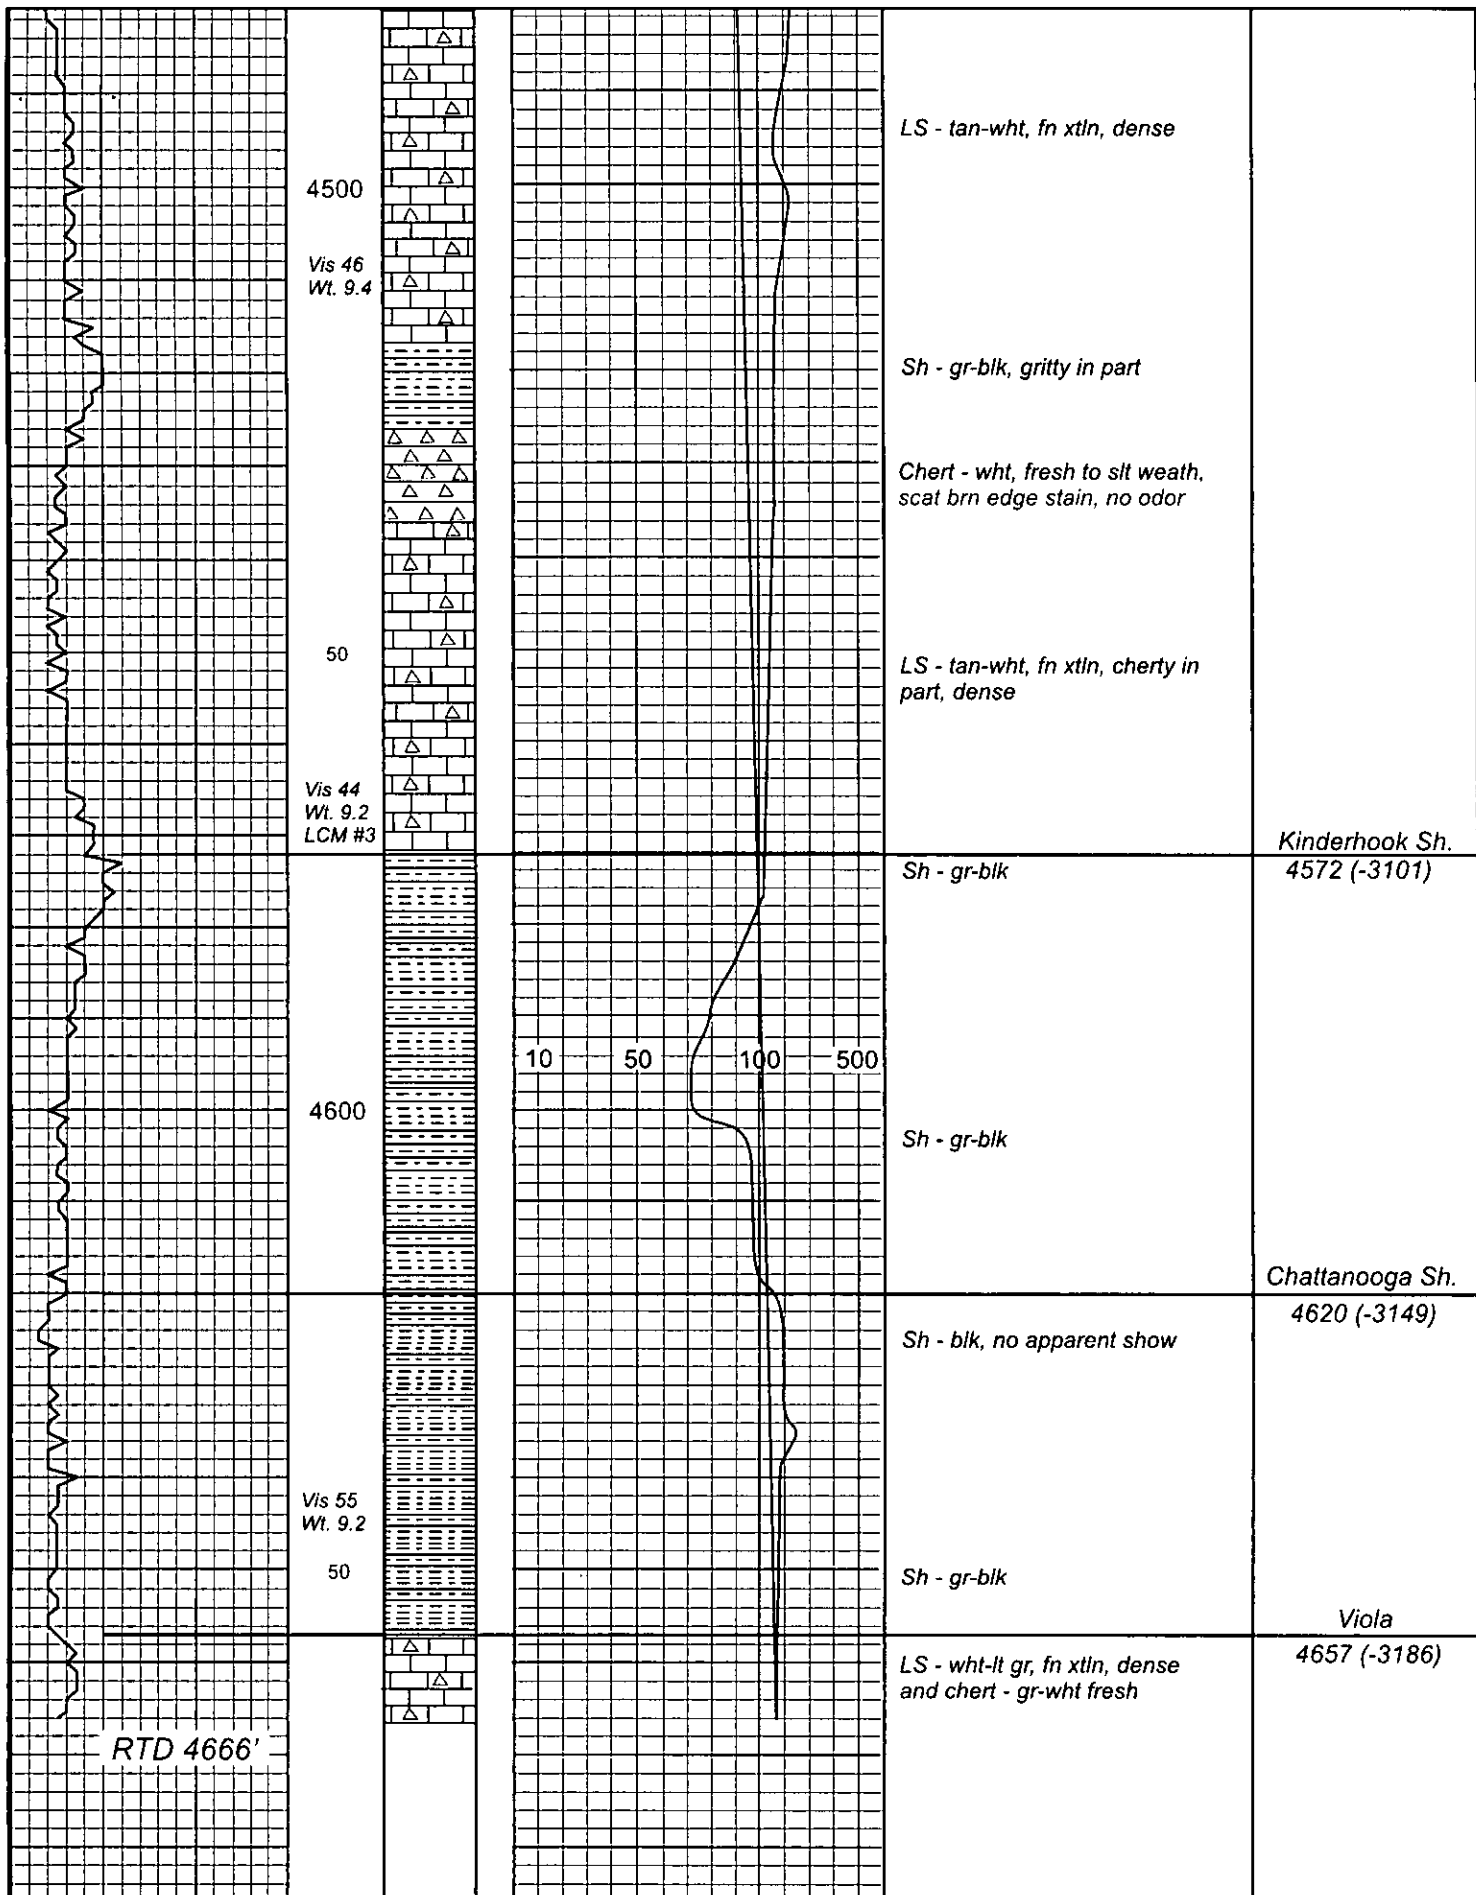 LS - tan-wht, fn xtln, dense
4500
Vis 46
Wt. 9.4
Sh - gr-blk, gritty in part
Chert - wht, fresh to slt weath,
scat brn edge stain, no odor
50
LS - tan-wht, fn xtln, cherty in
part, dense
Vis 44
Wt. 9.2
LCM #3
Kinderhook Sh.
4572 (-3101)
Sh - gr-blk
10 50 100 500
4600
Sh - gr-blk
Chattanooga Sh.
4620 (-3149)
Sh - blk, no apparent show
Vis 55
Wt. 9.2
50
Sh - gr-blk
Viola
4657 (-3186)
LS - wht-lt gr, fn xtln, dense
and chert - gr-wht fresh
RTD 4666'